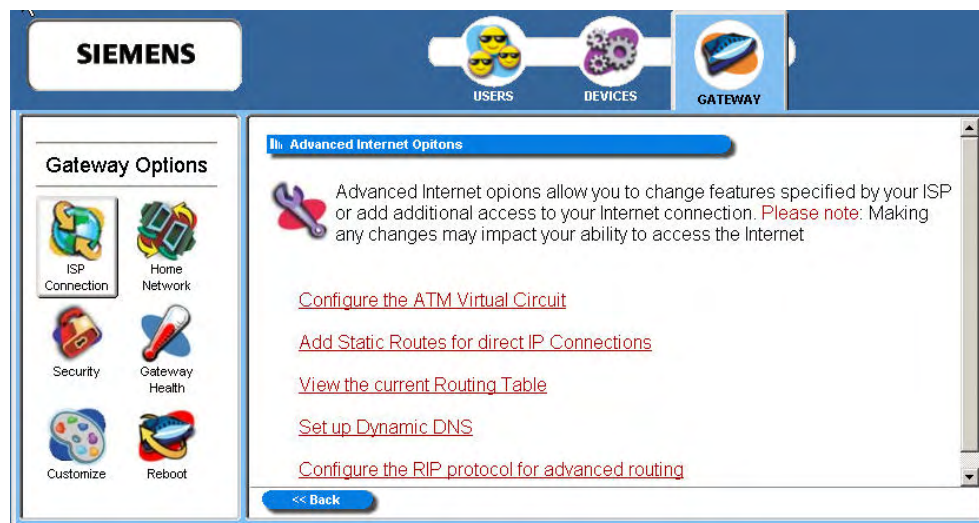 SIEMENS
USERS
DEVICES
GATEWAY
Gateway Options
ISP
Connection
Home
Network
Security
Gateway
Health
Customize
Reboot
Advanced Internet Opitons
Advanced Internet opions allow you to change features specified by your ISP
or add additional access to your Internet connection. Please note: Making
any changes may impact your ability to access the Internet
Configure the ATM Virtual Circuit
Add Static Routes for direct IP Connections
View the current Routing Table
Set up Dynamic DNS
Configure the RIP protocol for advanced routing
<< Back